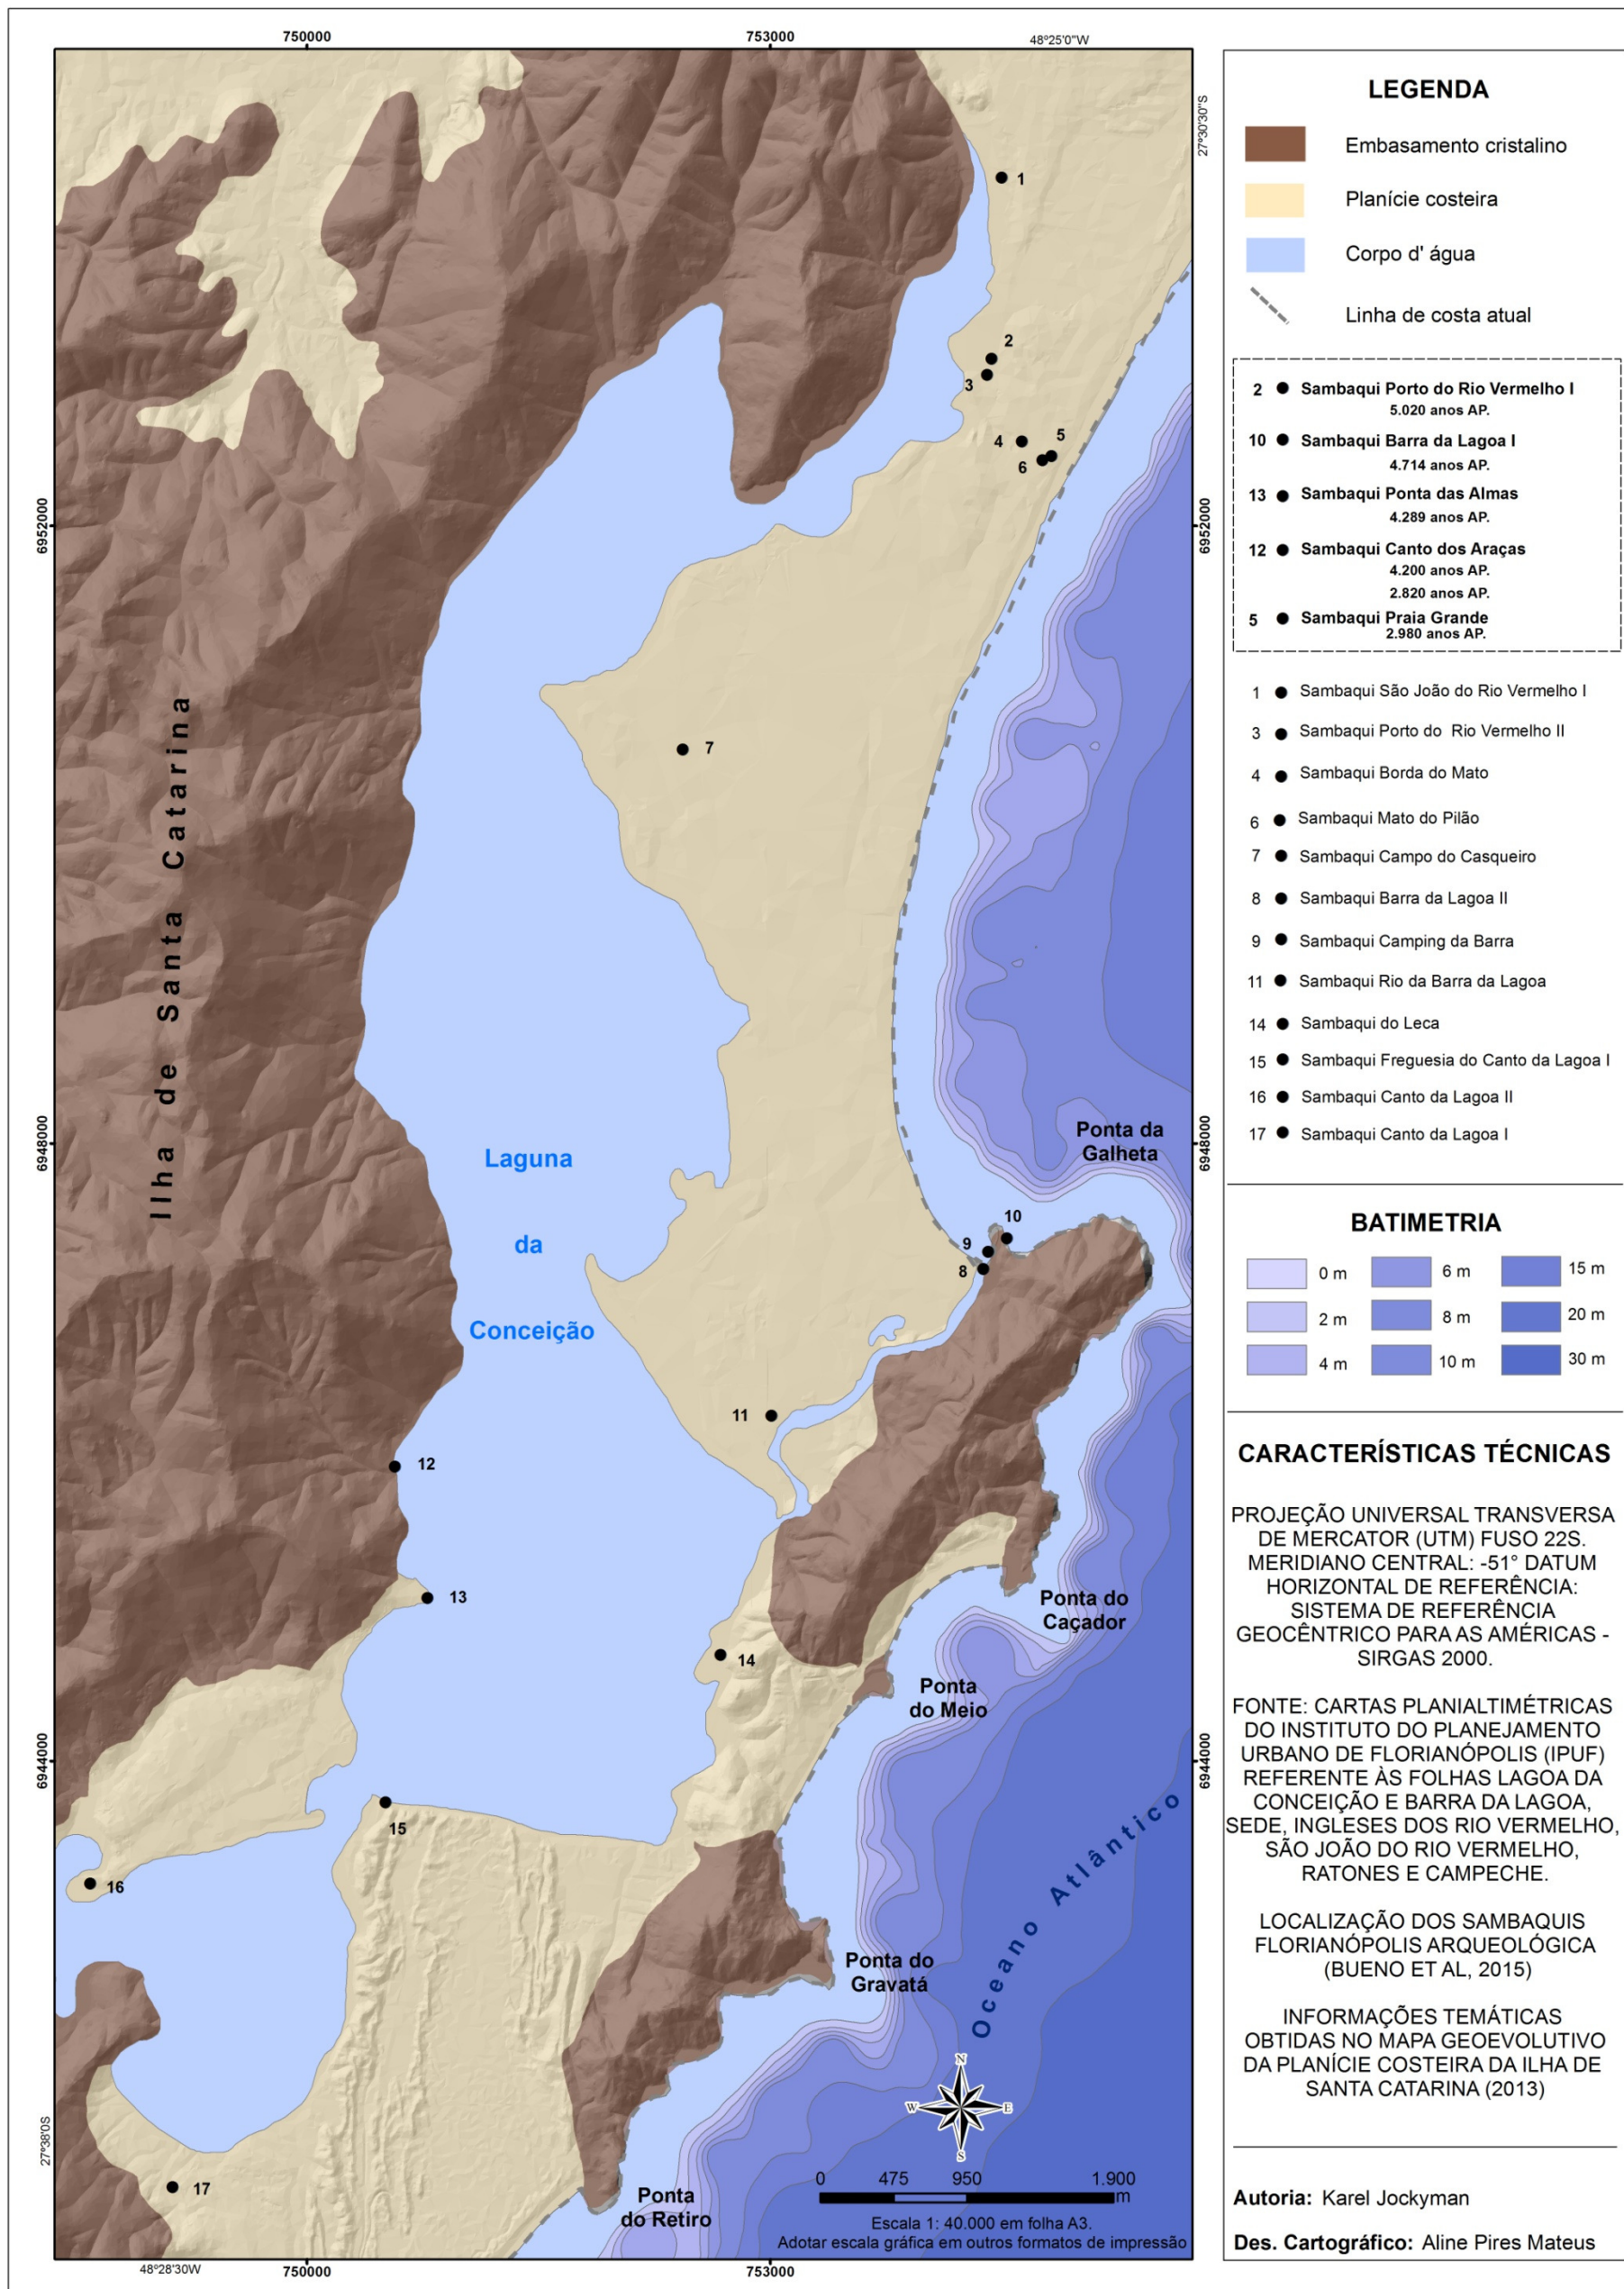 750000
753000
48°25'0"W
27°30'30"S
1
2
3
4
5
6
6952000
6952000
7
Ilha de Santa Catarina
6948000
6948000
Laguna
da
Conceição
Ponta da
Galheta
10
9
8
11
12
13
14
Ponta do
Caçador
Ponta
do Meio
6944000
6944000
15
16
Oceano Atlântico
Ponta do
Gravatá
N
W
E
S
27°38'0S
17
Ponta
do Retiro
0 475 950 1.900
m
Escala 1: 40.000 em folha A3.
Adotar escala gráfica em outros formatos de impressão
48°28'30W
750000
753000
LEGENDA
Embasamento cristalino
Planície costeira
Corpo d' água
Linha de costa atual
2 Sambaqui Porto do Rio Vermelho I
5.020 anos AP.
10 Sambaqui Barra da Lagoa I
4.714 anos AP.
13 Sambaqui Ponta das Almas
4.289 anos AP.
12 Sambaqui Canto dos Araças
4.200 anos AP.
2.820 anos AP.
5 Sambaqui Praia Grande
2.980 anos AP.
1 Sambaqui São João do Rio Vermelho I
3 Sambaqui Porto do Rio Vermelho II
4 Sambaqui Borda do Mato
6 Sambaqui Mato do Pilão
7 Sambaqui Campo do Casqueiro
8 Sambaqui Barra da Lagoa II
9 Sambaqui Camping da Barra
11 Sambaqui Rio da Barra da Lagoa
14 Sambaqui do Leca
15 Sambaqui Freguesia do Canto da Lagoa I
16 Sambaqui Canto da Lagoa II
17 Sambaqui Canto da Lagoa I
BATIMETRIA
0 m 6 m 15 m
2 m 8 m 20 m
4 m 10 m 30 m
CARACTERÍSTICAS TÉCNICAS
PROJEÇÃO UNIVERSAL TRANSVERSA
DE MERCATOR (UTM) FUSO 22S.
MERIDIANO CENTRAL: -51° DATUM
HORIZONTAL DE REFERÊNCIA:
SISTEMA DE REFERÊNCIA
GEOCÊNTRICO PARA AS AMÉRICAS -
SIRGAS 2000.
FONTE: CARTAS PLANIALTIMÉTRICAS
DO INSTITUTO DO PLANEJAMENTO
URBANO DE FLORIANÓPOLIS (IPUF)
REFERENTE ÀS FOLHAS LAGOA DA
CONCEIÇÃO E BARRA DA LAGOA,
SEDE, INGLESES DOS RIO VERMELHO,
SÃO JOÃO DO RIO VERMELHO,
RATONES E CAMPECHE.
LOCALIZAÇÃO DOS SAMBAQUIS
FLORIANÓPOLIS ARQUEOLÓGICA
(BUENO ET AL, 2015)
INFORMAÇÕES TEMÁTICAS
OBTIDAS NO MAPA GEOEVOLUTIVO
DA PLANÍCIE COSTEIRA DA ILHA DE
SANTA CATARINA (2013)
Autoria: Karel Jockyman
Des. Cartográfico: Aline Pires Mateus